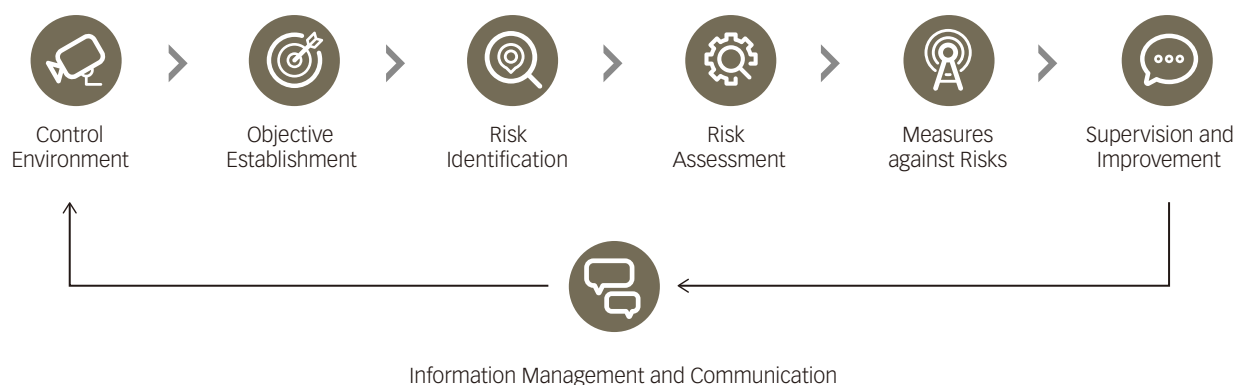 Control
Environment
Objective
Establishment
Risk
Identification
Risk
Assessment
Measures
against Risks
Supervision and
Improvement
Information Management and Communication